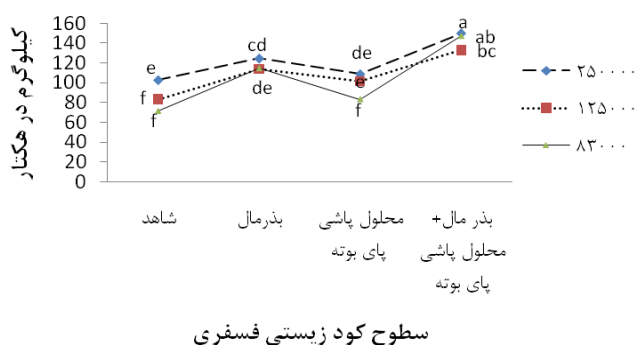 کیلوگرم در هکتار
160
140
120
100
80
60
40
20
0
e
f
f
cd
de
de
e
f
a
ab
bc
۲۵۰۰۰۰
۱۲۵۰۰۰
۸۳۰۰۰
شاهد
بذرمال
محلول پاشی
پای بوته
بذر مال+
محلول پاشی
پای بوته
سطوح کود زیستی فسفری